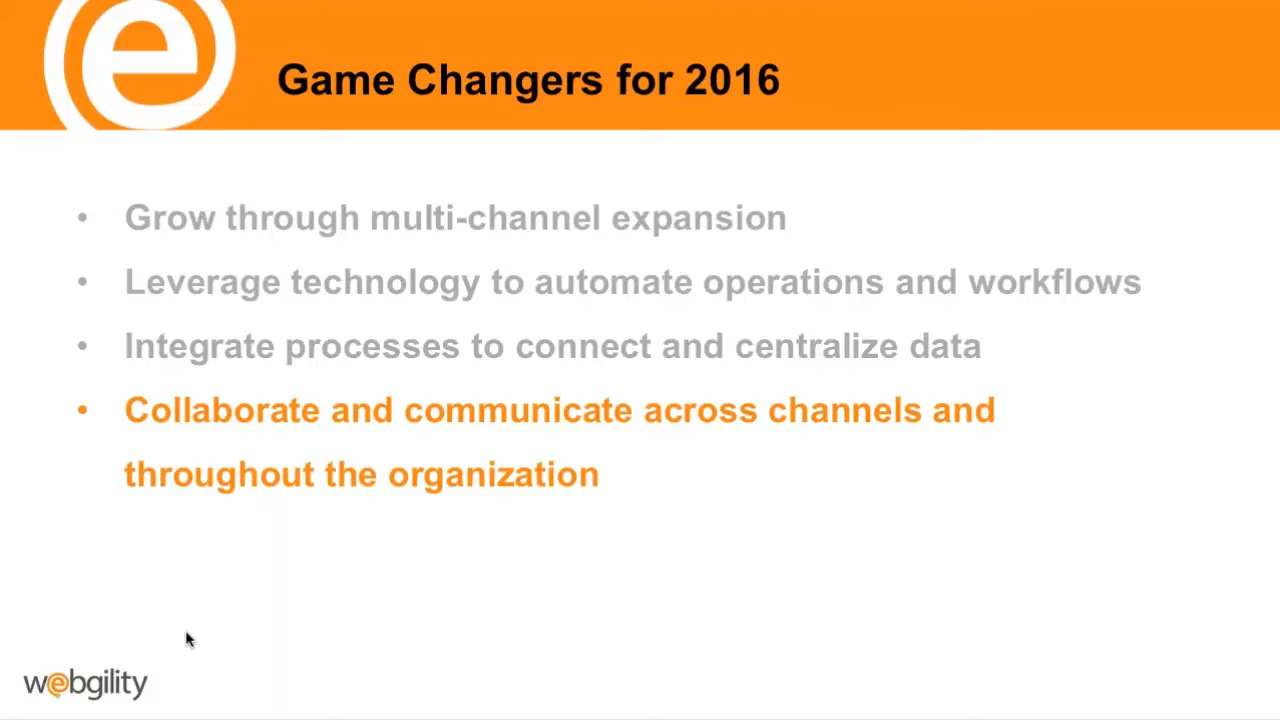 e
Game Changers for 2016
• Grow through multi-channel expansion
• Leverage technology to automate operations and workflows
• Integrate processes to connect and centralize data
• Collaborate and communicate across channels and
throughout the organization
webgility